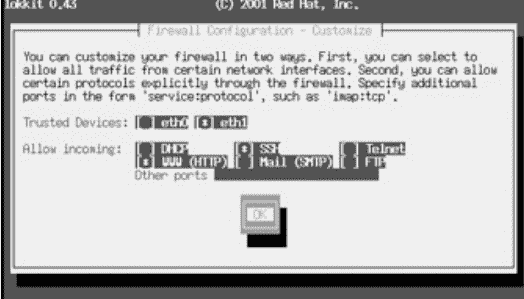 lokkit 0.43 (C) 2001 Red Hat, Inc.
Firewall Configuration - Customize
You can customize your firewall in two ways. First, you can select to
allow all traffic from certain network interfaces. Second, you can allow
certain protocols explicitly through the firewall. Specify additional
ports in the form 'service:protocol', such as 'imap:tcp'.
Trusted Devices: [ ] eth0 [*] eth1
Allow incoming: [ ] DHCP [*] SSH [ ] Telnet
[*] WWW (HTTP) [ ] Mail (SMTP) [ ] FTP
Other ports
OK